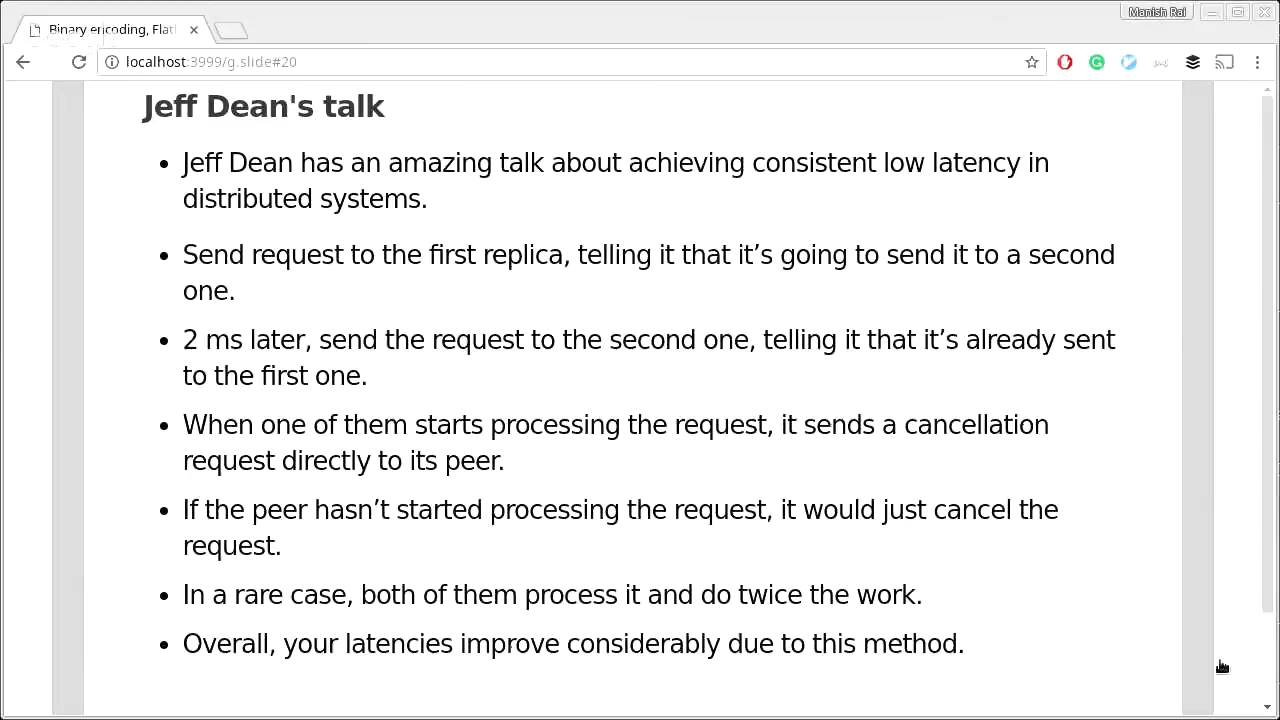 Manish Rai
Binary encoding, Flat
localhost:3999/g.slide#20
Jeff Dean's talk
• Jeff Dean has an amazing talk about achieving consistent low latency in
distributed systems.
• Send request to the first replica, telling it that it’s going to send it to a second
one.
• 2 ms later, send the request to the second one, telling it that it’s already sent
to the first one.
• When one of them starts processing the request, it sends a cancellation
request directly to its peer.
• If the peer hasn’t started processing the request, it would just cancel the
request.
• In a rare case, both of them process it and do twice the work.
• Overall, your latencies improve considerably due to this method.